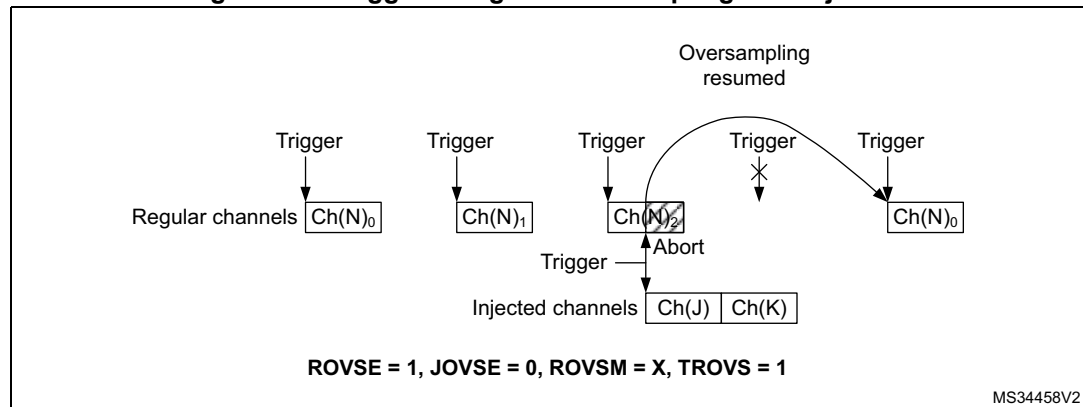 Oversampling
resumed
Trigger Trigger Trigger Trigger Trigger
Regular channels Ch(N)0 Ch(N)1 Ch(N)2 Ch(N)0
Abort
Trigger
Injected channels Ch(J) Ch(K)
ROVSE = 1, JOVSE = 0, ROVSM = X, TROVS = 1
MS34458V2